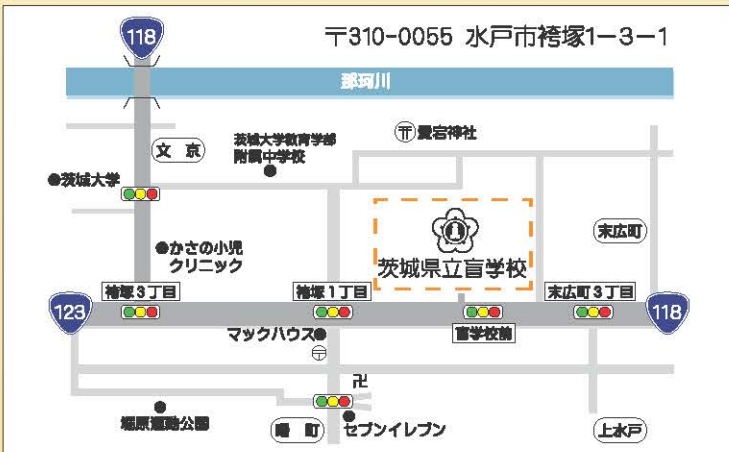 118
〒310-0055 水戸市袴塚1ー3ー1
那珂川
文京
茨城大学教育学部
附属中学校
愛宕神社
茨城大学
かさの小児
クリニック
茨城県立盲学校
末広町
123
袴塚3丁目
袴塚1丁目
末広町3丁目
118
マックハウス
盲学校前
卍
堀原運動公園
曙町
セブンイレブン
上水戸